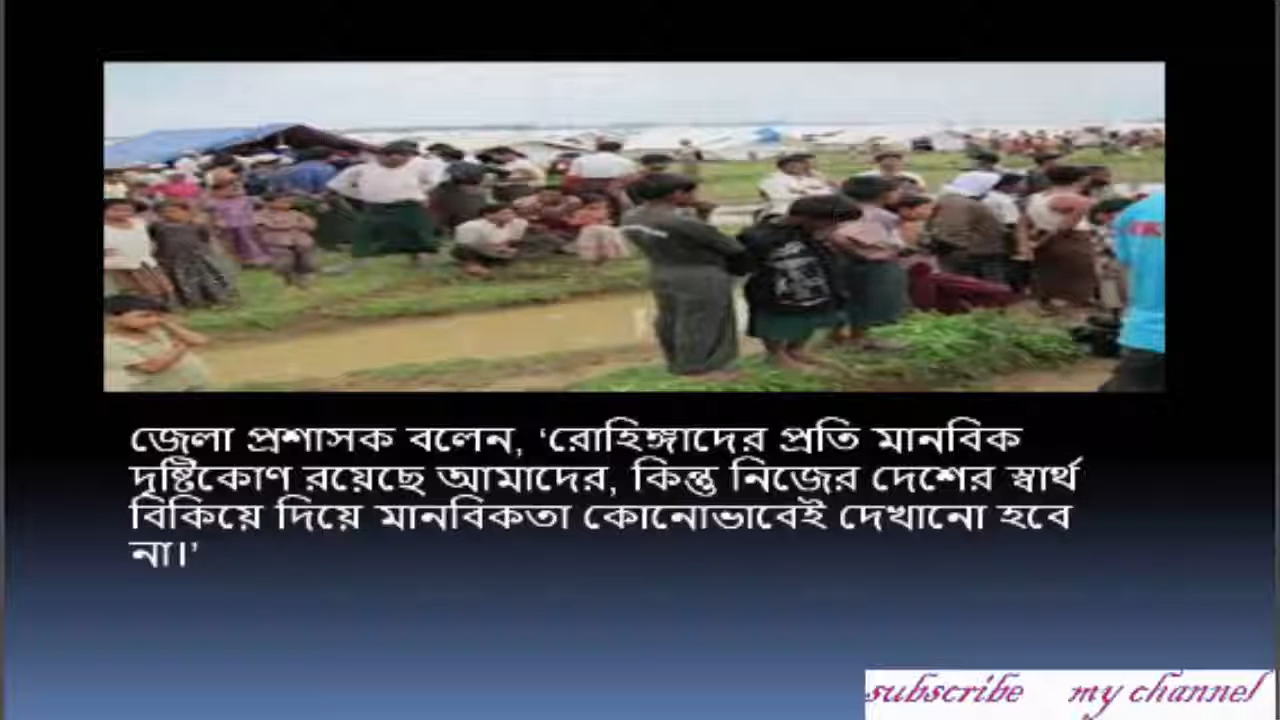 জেলা প্রশাসক বলেন, ‘রোহিঙ্গাদের প্রতি মানবিক
দৃষ্টিকোণ রয়েছে আমাদের, কিন্তু নিজের দেশের স্বার্থ
বিকিয়ে দিয়ে মানবিকতা কোনোভাবেই দেখানো হবে
না।’
subscribe my channel